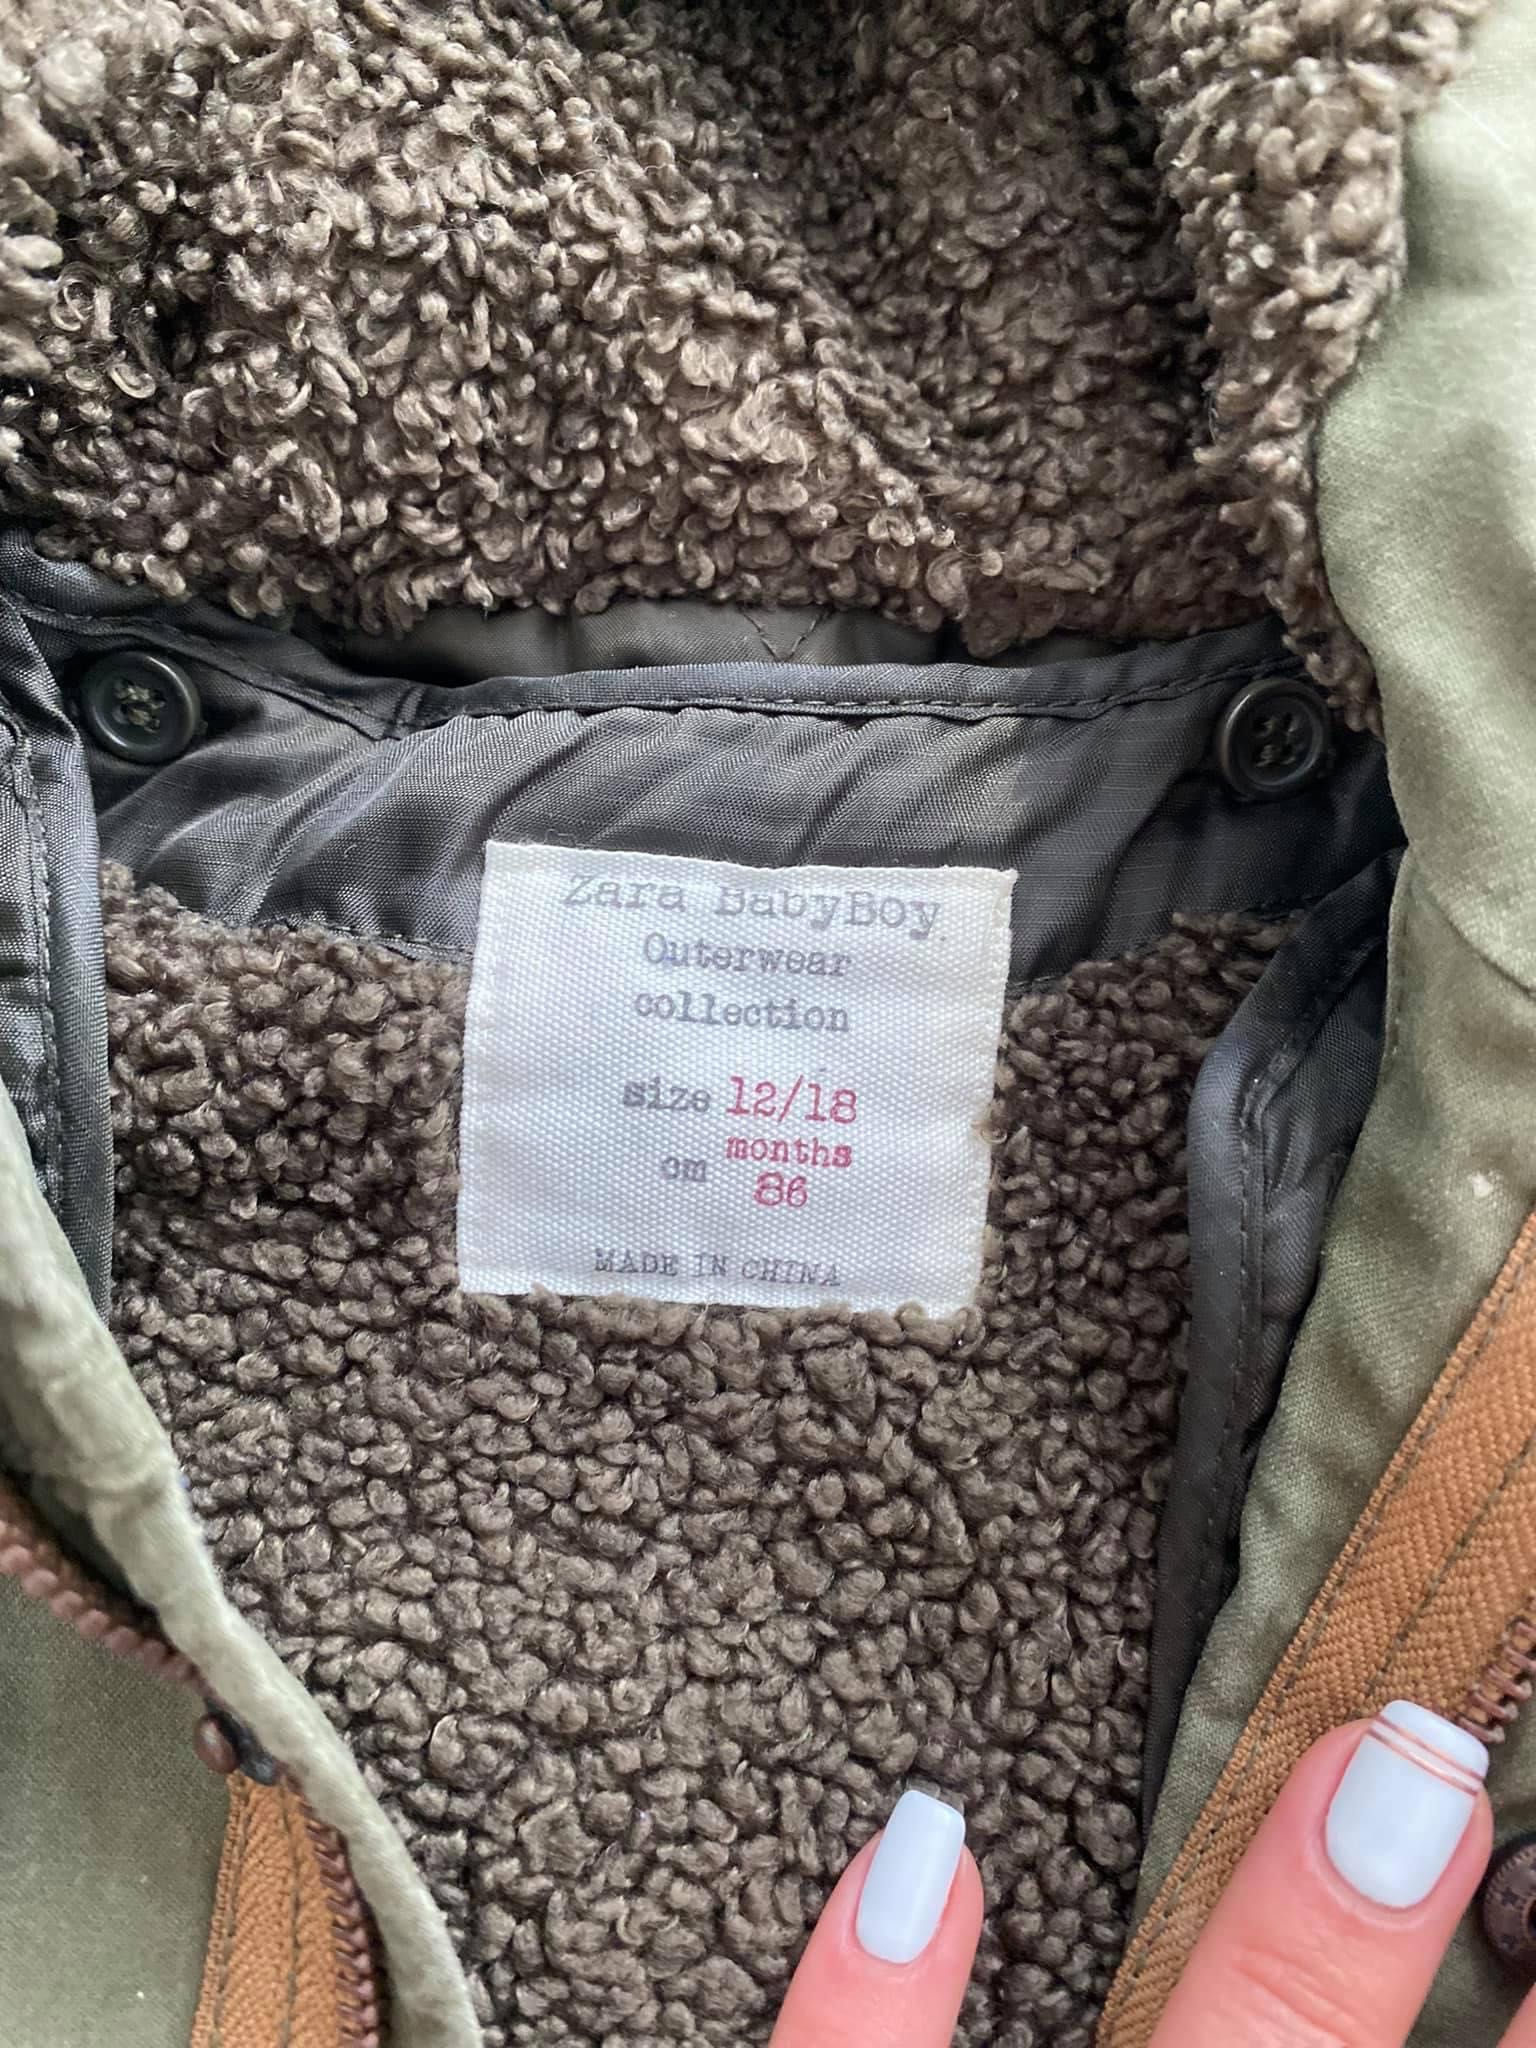 Zara BabyBoy.
Outerwear
collection
size 12/18
months
cm 86
MADE IN CHINA